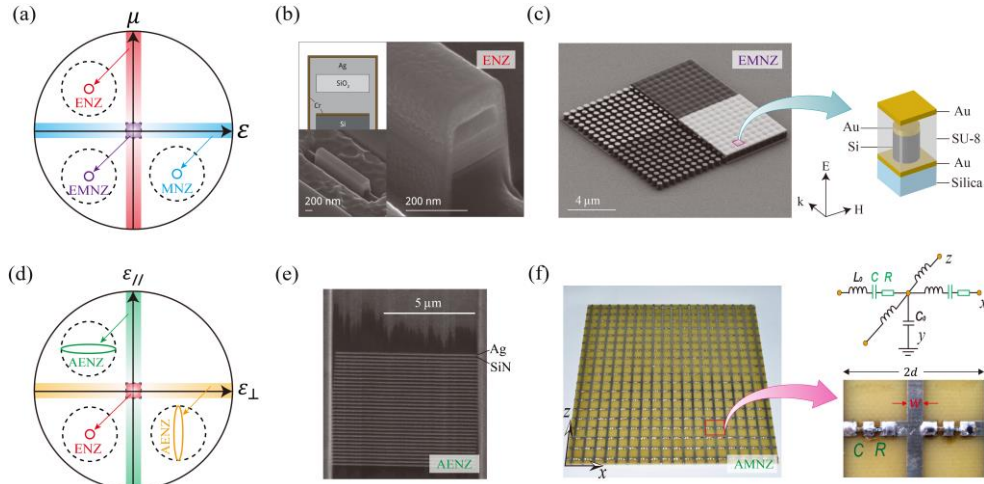 (a)
μ
ENZ
ε
EMNZ
MNZ
(b)
ENZ
Ag
SiO₂
Cr
Si
200 nm
200 nm
(c)
EMNZ
4 μm
Au
Au
SU-8
Si
Au
Silica
E
k
H
(d)
ε//
AENZ
ε⊥
ENZ
AENZ
(e)
5 μm
Ag
SiN
AENZ
(f)
z
x
AMNZ
z
L₀ C R
x
C₀
y
2d
w
C R